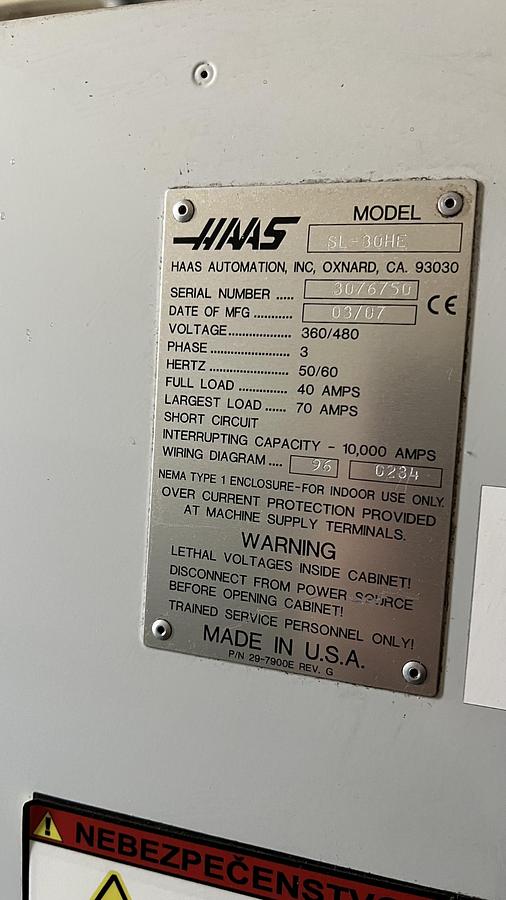 HAAS
MODEL
SL-30HE
HAAS AUTOMATION, INC, OXNARD, CA. 93030
SERIAL NUMBER ..... 3076750
DATE OF MFG ........... 03/07
VOLTAGE................. 360/480
PHASE ....................... 3
HERTZ ....................... 50/60
FULL LOAD .............. 40 AMPS
LARGEST LOAD ...... 70 AMPS
SHORT CIRCUIT
INTERRUPTING CAPACITY - 10,000 AMPS
WIRING DIAGRAM .... 96 0234
NEMA TYPE 1 ENCLOSURE-FOR INDOOR USE ONLY.
OVER CURRENT PROTECTION PROVIDED
AT MACHINE SUPPLY TERMINALS.
WARNING
LETHAL VOLTAGES INSIDE CABINET!
DISCONNECT FROM POWER SOURCE
BEFORE OPENING CABINET!
TRAINED SERVICE PERSONNEL ONLY!
MADE IN U.S.A.
P/N 29-7900E REV. G
CE
NEBEZPEČENSTVO